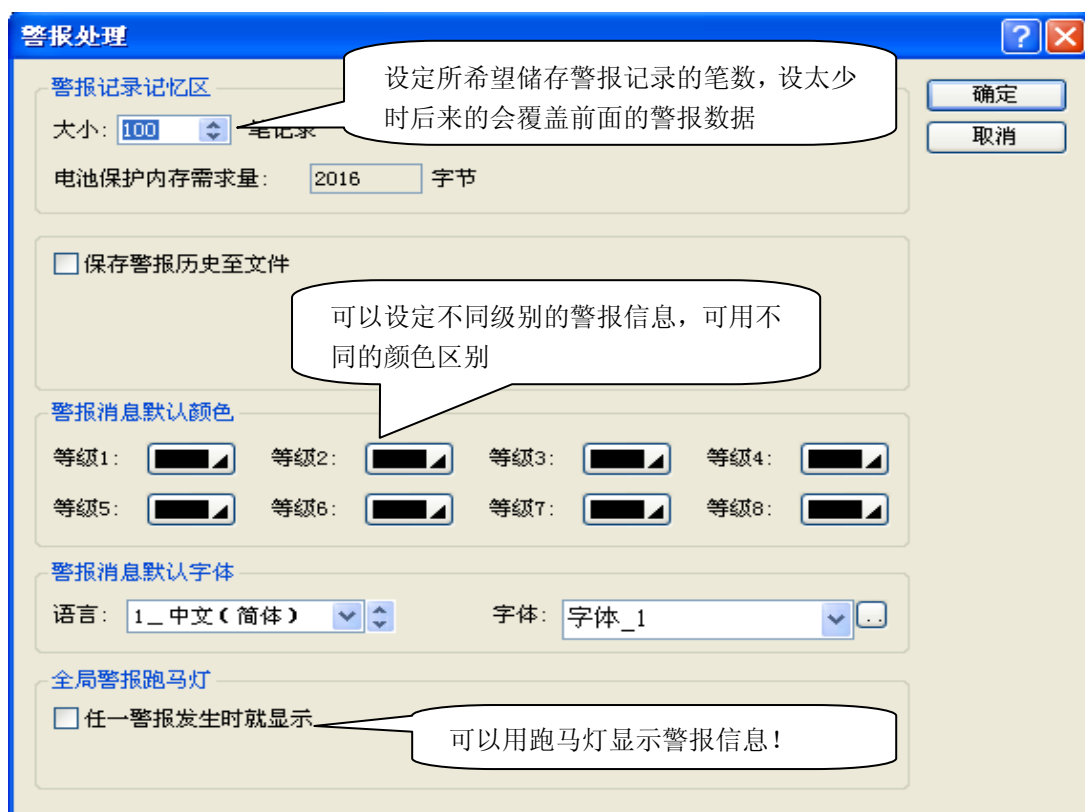 警报处理
警报记录记忆区
设定所希望储存警报记录的笔数，设太少
时后来的会覆盖前面的警报数据
确定
大小: 100 笔记录
取消
电池保护内存需求量: 2016 字节
保存警报历史至文件
可以设定不同级别的警报信息，可用不
同的颜色区别
警报消息默认颜色
等级1: 等级2: 等级3: 等级4:
等级5: 等级6: 等级7: 等级8:
警报消息默认字体
语言: 1_中文(简体) 字体: 字体_1 ..
全局警报跑马灯
任一警报发生时就显示
可以用跑马灯显示警报信息！